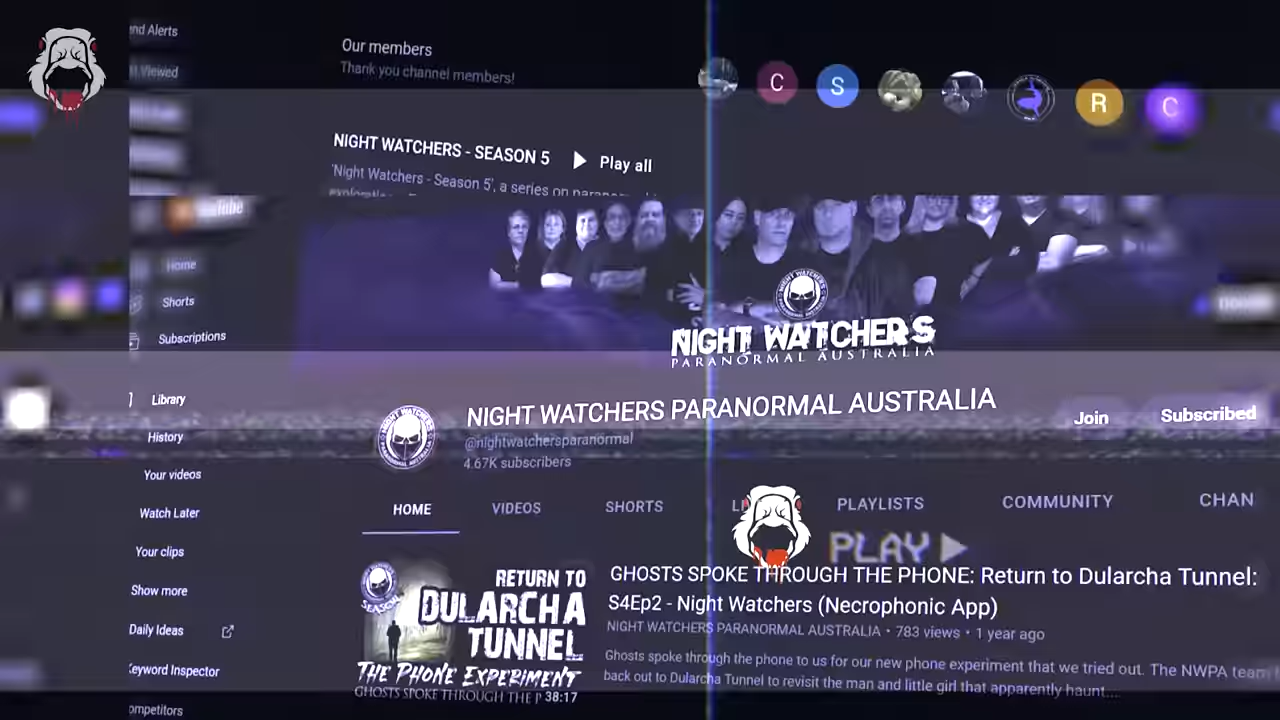 nd Alerts
Viewed
Our members
Thank you channel members!
C
S
R
C
NIGHT WATCHERS - SEASON 5
Play all
'Night Watchers - Season 5', a series on
Home
Shorts
Subscriptions
NIGHT WATCHERS
PARANORMAL AUSTRALIA
Library
NIGHT WATCHERS PARANORMAL AUSTRALIA
Join
Subscribed
History
@nightwatchersparanormal
4.67K subscribers
Your videos
HOME
VIDEOS
SHORTS
PLAYLISTS
COMMUNITY
CHAN
Watch Later
Your clips
PLAY
Show more
Daily Ideas
eyword Inspector
ompetitors
RETURN TO
DULARCHA
TUNNEL
THE PHONE EXPERIMENT
GHOSTS SPOKE THROUGH THE P
38:17
GHOSTS SPOKE THROUGH THE PHONE: Return to Dularcha Tunnel:
S4Ep2 - Night Watchers (Necrophonic App)
NIGHT WATCHERS PARANORMAL AUSTRALIA • 783 views • 1 year ago
Ghosts spoke through the phone to us for our new phone experiment that we tried out. The NWPA team
back out to Dularcha Tunnel to revisit the man and little girl that apparently haunt....